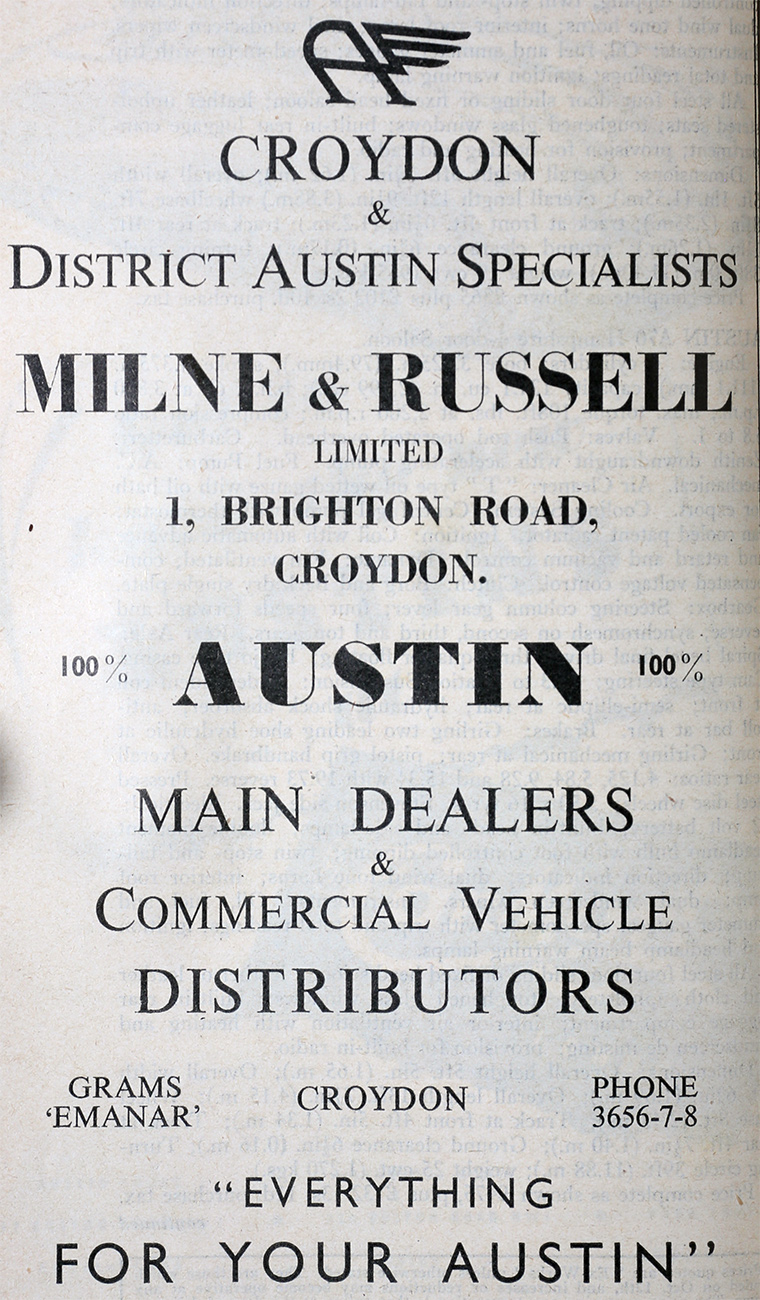 CROYDON
&
DISTRICT AUSTIN SPECIALISTS
MILNE & RUSSELL
LIMITED
1, BRIGHTON ROAD,
CROYDON.
100% AUSTIN 100%
MAIN DEALERS
&
COMMERCIAL VEHICLE
DISTRIBUTORS
GRAMS CROYDON PHONE
‘EMANAR’ 3656-7-8
“EVERYTHING
FOR YOUR AUSTIN”